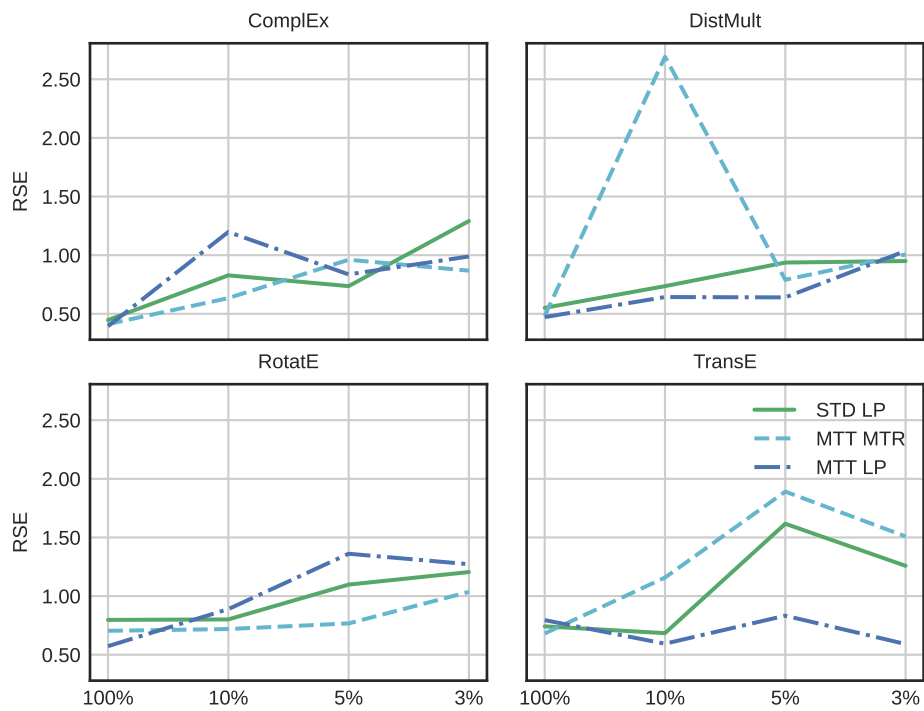 ComplEx
DistMult
2.50
2.00
1.50
1.00
0.50
RSE
RotatE
TransE
2.50
2.00
1.50
1.00
0.50
RSE
STD LP
MTT MTR
MTT LP
100% 10% 5% 3%
100% 10% 5% 3%